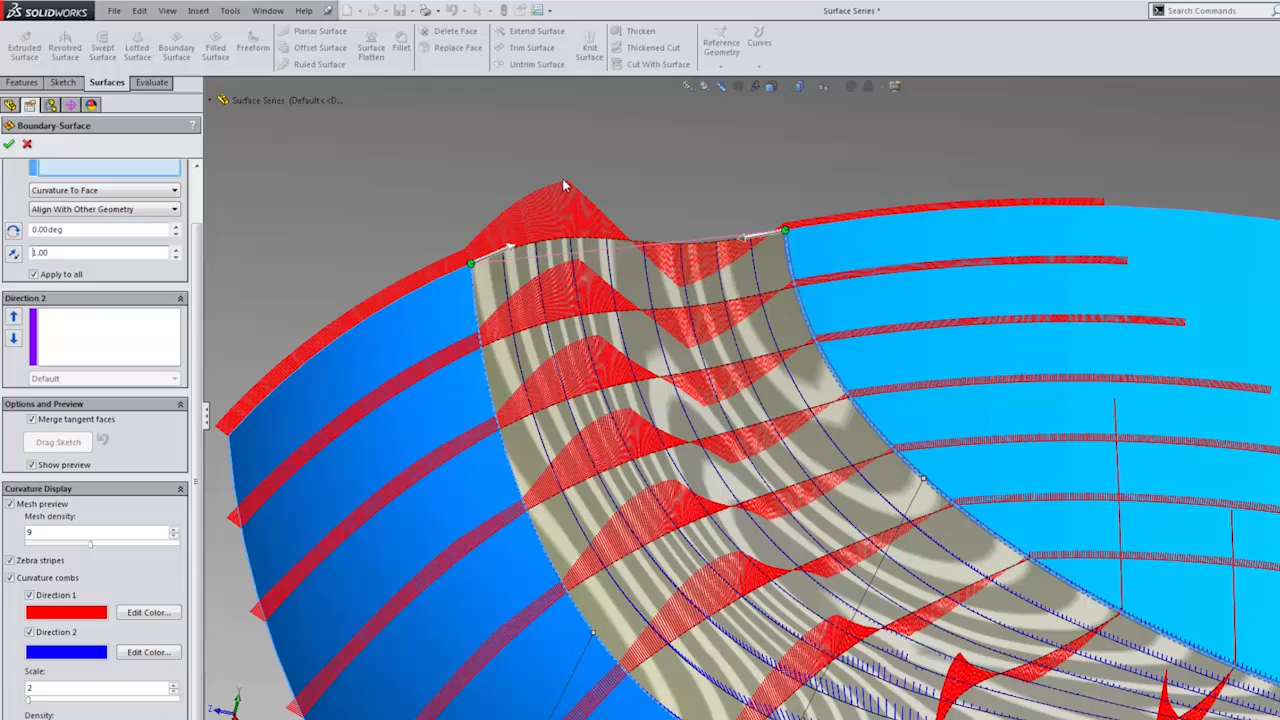 SOLIDWORKS File Edit View Insert Tools Window Help Surface Series * Search Commands
Extruded Surface Revolved Surface Swept Surface Lofted Surface Boundary Surface Filled Surface Freeform Planar Surface Offset Surface Ruled Surface Surface Flatten Fillet Delete Face Replace Face Extend Surface Trim Surface Untrim Surface Knit Surface Thicken Thickened Cut Cut With Surface Reference Geometry Curves
Features Sketch Surfaces Evaluate
Surface Series (Default<<D...
Boundary-Surface ?
Curvature To Face
Align With Other Geometry
0.00deg
1.00
Apply to all
Direction 2
Default
Options and Preview
Merge tangent faces
Drag Sketch
Show preview
Curvature Display
Mesh preview
Mesh density:
9
Zebra stripes
Curvature combs
Direction 1
Edit Color...
Direction 2
Edit Color...
Scale:
2
Density:
Z Y